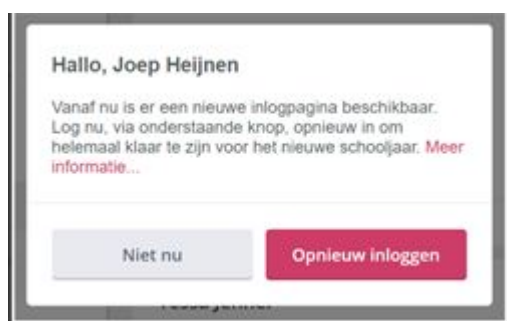 Hallo, Joep Heijnen
Vanaf nu is er een nieuwe inlogpagina beschikbaar.
Log nu, via onderstaande knop, opnieuw in om
helemaal klaar te zijn voor het nieuwe schooljaar. Meer
informatie...
Niet nu
Opnieuw inloggen